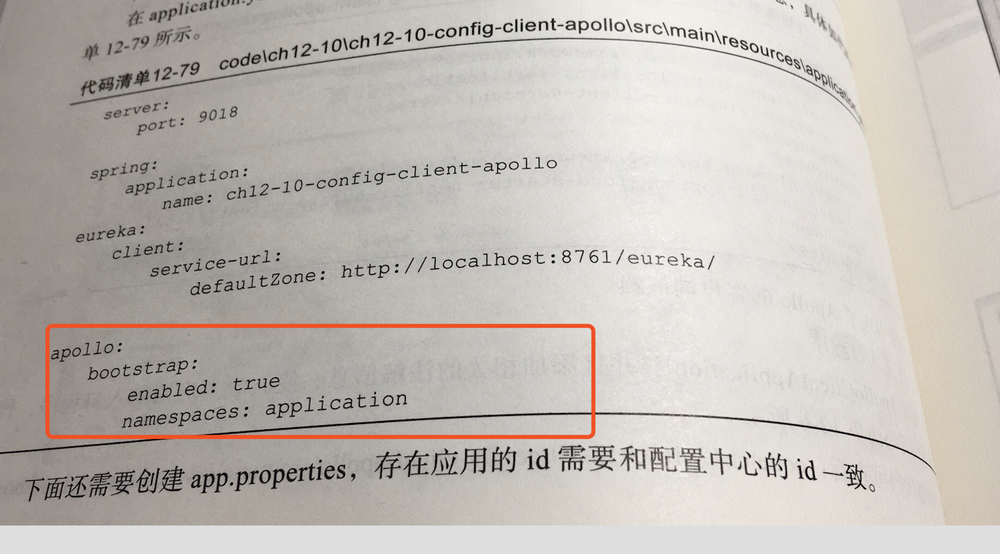 在 application.
单 12-79 所示。
代码清单12-79 code\ch12-10\ch12-10-config-client-apollo\src\main\resources\application.
server:
port: 9018
spring:
application:
name: ch12-10-config-client-apollo
eureka:
client:
service-url:
defaultZone: http://localhost:8761/eureka/
apollo:
bootstrap:
enabled: true
namespaces: application
下面还需要创建 app.properties，存在应用的 id 需要和配置中心的 id 一致。